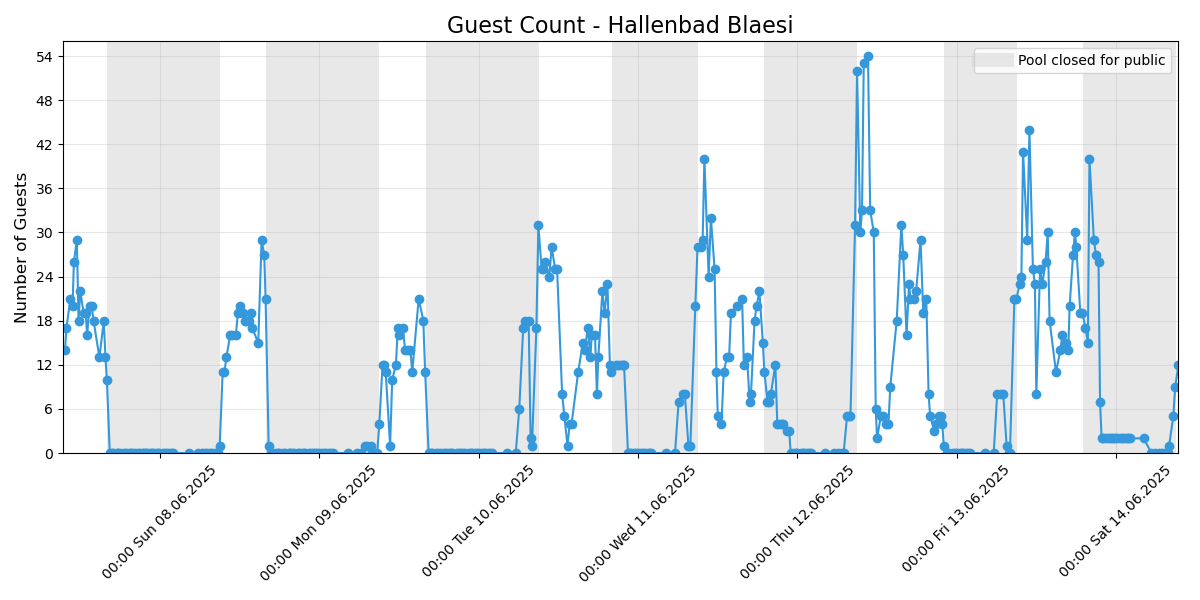 Guest Count - Hallenbad Blaesi
Pool closed for public
Number of Guests
54
48
42
36
30
24
18
12
6
0
00:00 Sun 08.06.2025
00:00 Mon 09.06.2025
00:00 Tue 10.06.2025
00:00 Wed 11.06.2025
00:00 Thu 12.06.2025
00:00 Fri 13.06.2025
00:00 Sat 14.06.2025